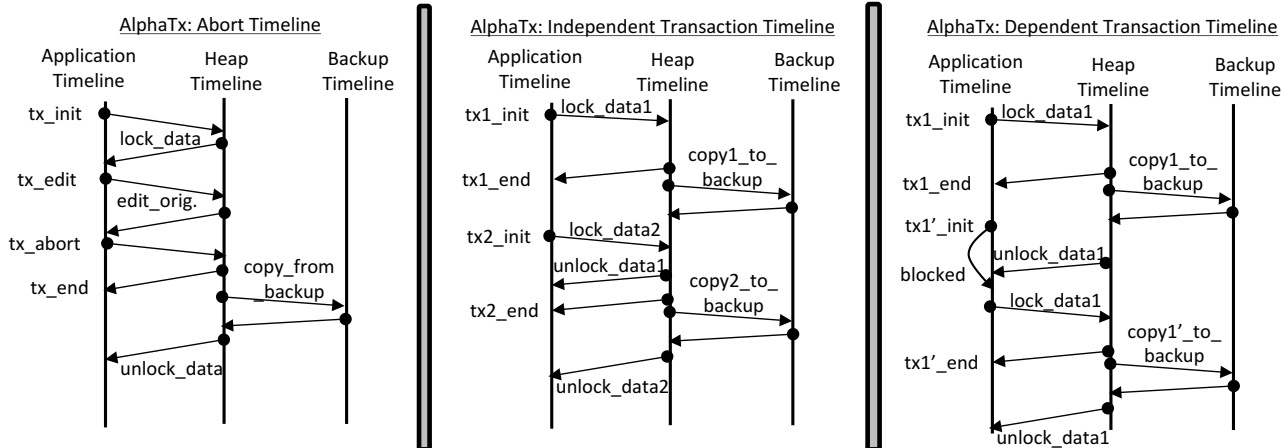 AlphaTx: Abort Timeline
Application
Timeline
Heap
Timeline
Backup
Timeline
tx_init
lock_data
tx_edit
edit_orig.
tx_abort
copy_from
_backup
tx_end
unlock_data
AlphaTx: Independent Transaction Timeline
Application
Timeline
Heap
Timeline
Backup
Timeline
lock_data1
tx1_init
copy1_to_
backup
tx1_end
tx2_init
lock_data2
unlock_data1
copy2_to_
backup
tx2_end
unlock_data2
AlphaTx: Dependent Transaction Timeline
Application
Timeline
Heap
Timeline
Backup
Timeline
lock_data1
tx1_init
copy1_to_
backup
tx1_end
tx1’_init
unlock_data1
blocked
lock_data1
copy1’_to_
backup
tx1’_end
unlock_data1